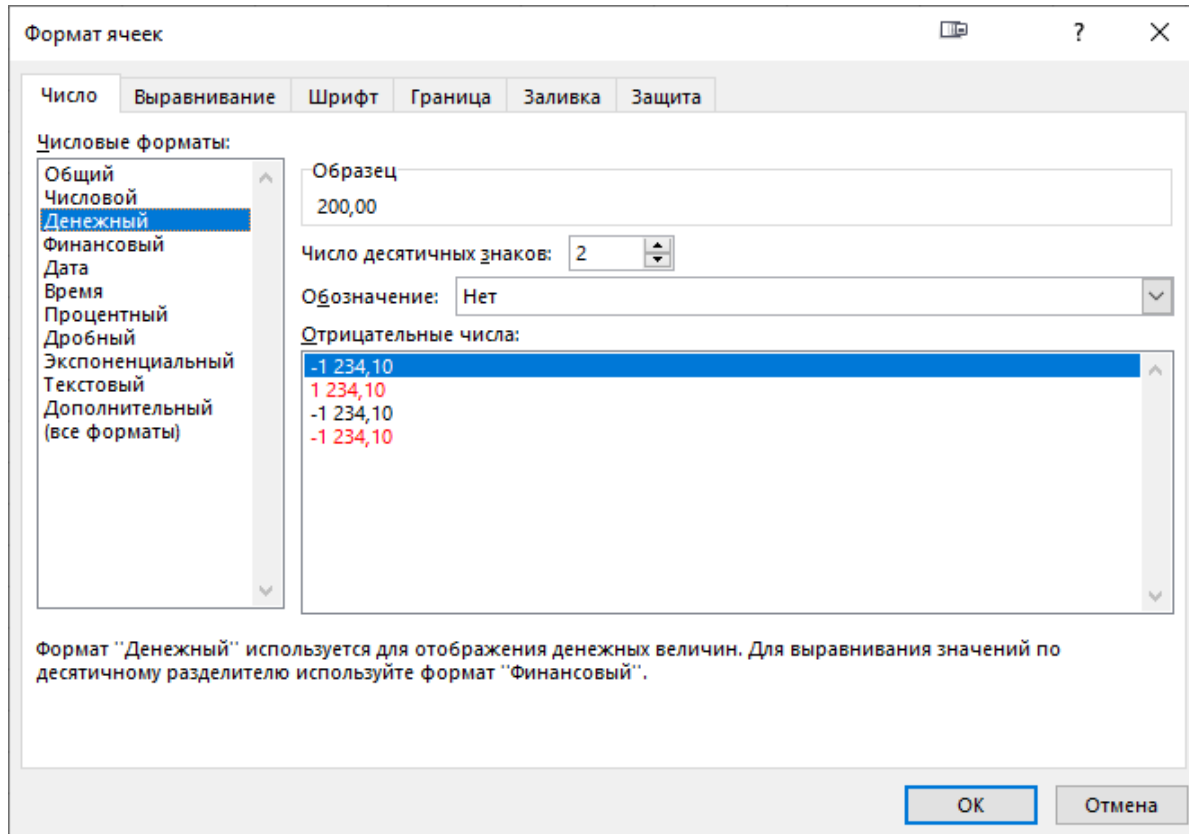 Формат ячеек
?
Число Выравнивание Шрифт Граница Заливка Защита
Числовые форматы:
Общий
Числовой
Денежный
Финансовый
Дата
Время
Процентный
Дробный
Экспоненциальный
Текстовый
Дополнительный
(все форматы)
Образец
200,00
Число десятичных знаков: 2
Обозначение: Нет
Отрицательные числа:
-1 234,10
1 234,10
-1 234,10
-1 234,10
Формат "Денежный" используется для отображения денежных величин. Для выравнивания значений по
десятичному разделителю используйте формат "Финансовый".
ОК Отмена